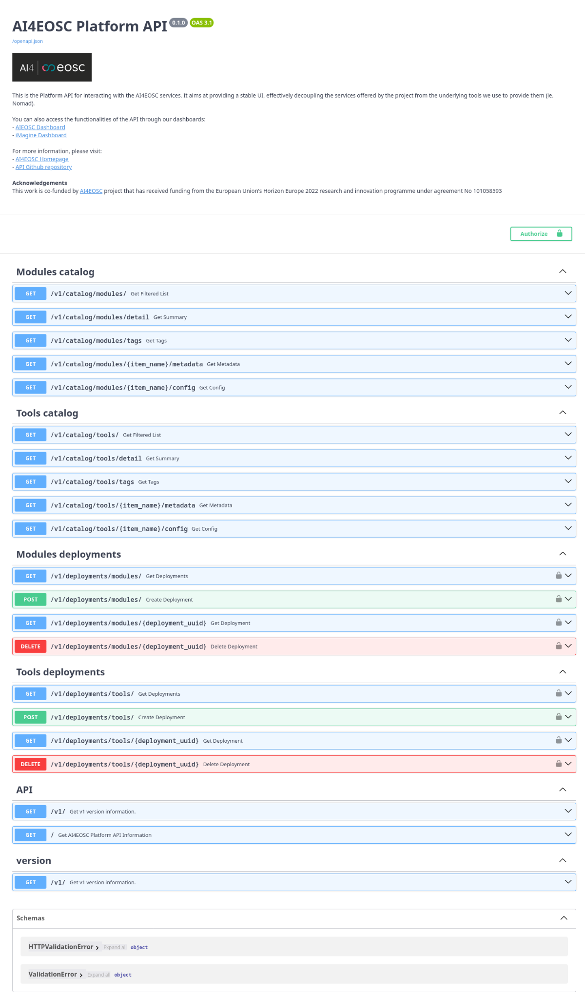 AI4EOSC Platform API 0.1.0 OAS 3.1
/openapi.json
AI4 eosc
This is the Platform API for interacting with the AI4EOSC services. It aims at providing a stable UI, effectively decoupling the services offered by the project from the underlying tools we use to provide them (ie.
Nomad).
You can also access the functionalities of the API through our dashboards:
- AIEOSC Dashboard
- iMagine Dashboard
For more information, please visit:
- AI4EOSC Homepage
- API Github repository
Acknowledgements
This work is co-funded by AI4EOSC project that has received funding from the European Union's Horizon Europe 2022 research and innovation programme under agreement No 101058593
Authorize
Modules catalog
GET /v1/catalog/modules/ Get Filtered List
GET /v1/catalog/modules/detail Get Summary
GET /v1/catalog/modules/tags Get Tags
GET /v1/catalog/modules/{item_name}/metadata Get Metadata
GET /v1/catalog/modules/{item_name}/config Get Config
Tools catalog
GET /v1/catalog/tools/ Get Filtered List
GET /v1/catalog/tools/detail Get Summary
GET /v1/catalog/tools/tags Get Tags
GET /v1/catalog/tools/{item_name}/metadata Get Metadata
GET /v1/catalog/tools/{item_name}/config Get Config
Modules deployments
GET /v1/deployments/modules/ Get Deployments
POST /v1/deployments/modules/ Create Deployment
GET /v1/deployments/modules/{deployment_uuid} Get Deployment
DELETE /v1/deployments/modules/{deployment_uuid} Delete Deployment
Tools deployments
GET /v1/deployments/tools/ Get Deployments
POST /v1/deployments/tools/ Create Deployment
GET /v1/deployments/tools/{deployment_uuid} Get Deployment
DELETE /v1/deployments/tools/{deployment_uuid} Delete Deployment
API
GET /v1/ Get v1 version information.
GET / Get AI4EOSC Platform API Information
version
GET /v1/ Get v1 version information.
Schemas
HTTPValidationError Expand all object
ValidationError Expand all object